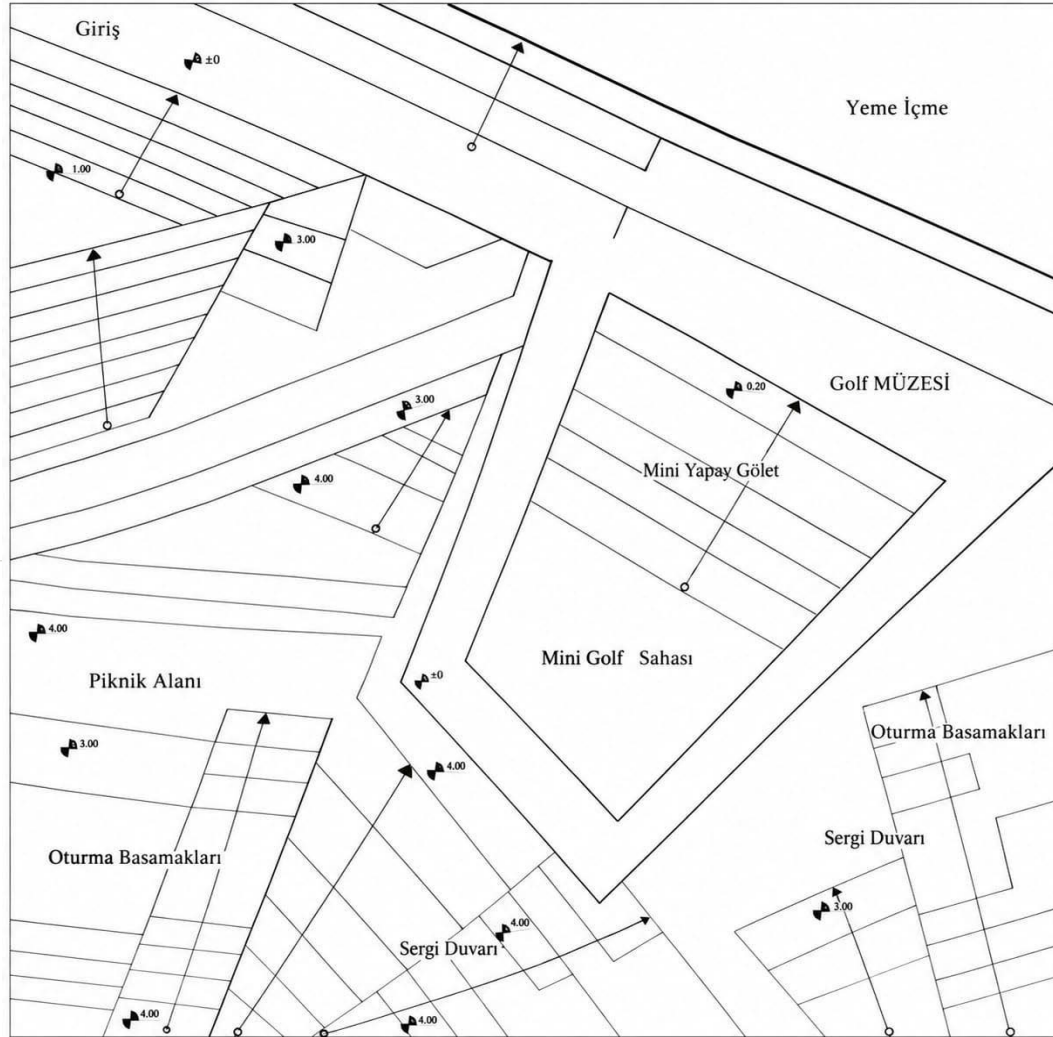 Giriş
±0
Yeme İçme
1.00
3.00
Golf MÜZESİ
0.20
3.00
Mini Yapay Gölet
4.00
4.00
Mini Golf Sahası
Piknik Alanı
±0
3.00
Oturma Basamakları
4.00
Sergi Duvarı
Oturma Basamakları
3.00
4.00
Sergi Duvarı
4.00
4.00